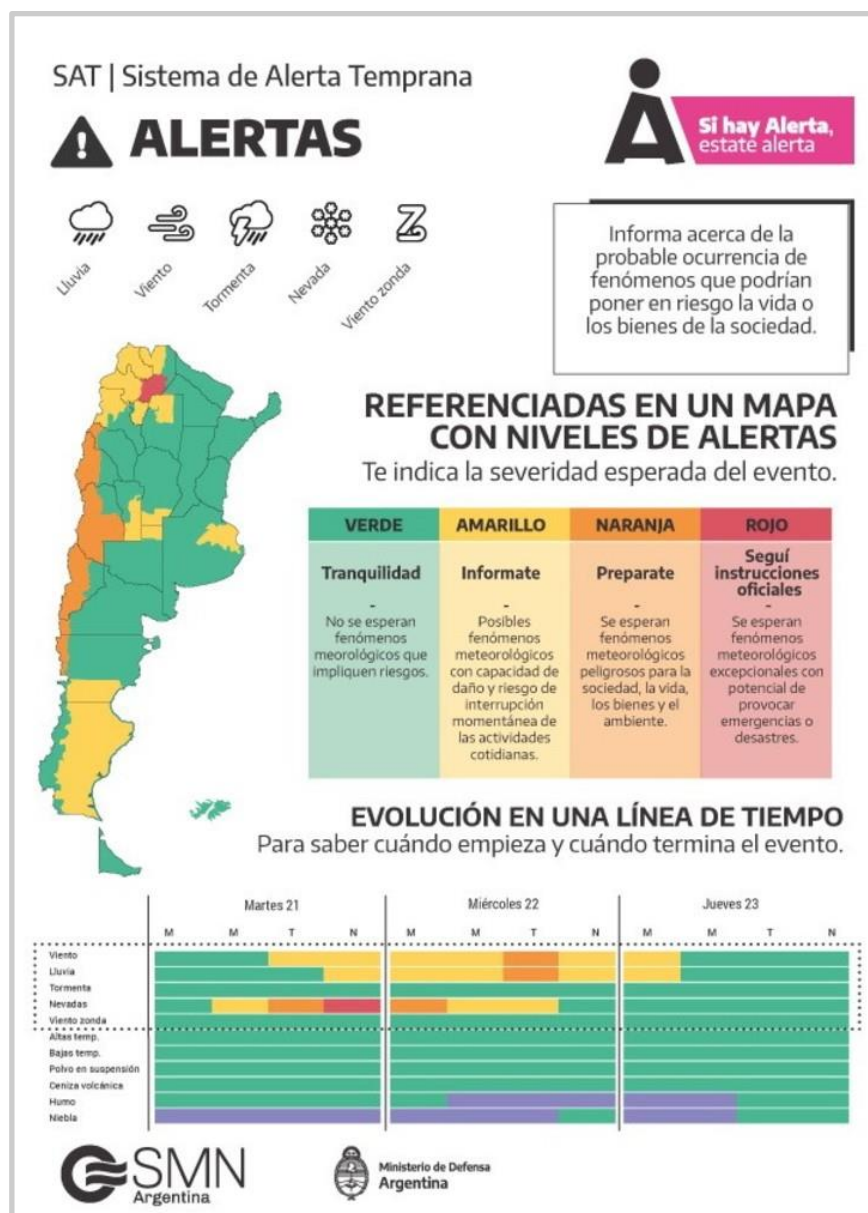 SAT | Sistema de Alerta Temprana
ALERTAS
Si hay Alerta,
estate alerta
Lluvia
Viento
Tormenta
Nevada
Viento zonda
Informa acerca de la
probable ocurrencia de
fenómenos que podrían
poner en riesgo la vida o
los bienes de la sociedad.
REFERENCIADAS EN UN MAPA
CON NIVELES DE ALERTAS
Te indica la severidad esperada del evento.
VERDE
Tranquilidad
-
No se esperan
fenómenos
meorológicos que
impliquen riesgos.
AMARILLO
Informate
-
Posibles
fenómenos
meteorológicos
con capacidad de
daño y riesgo de
interrupción
momentánea de
las actividades
cotidianas.
NARANJA
Preparate
-
Se esperan
fenómenos
meteorológicos
peligrosos para la
sociedad, la vida,
los bienes y el
ambiente.
ROJO
Seguí
instrucciones
oficiales
-
Se esperan
fenómenos
meteorológicos
excepcionales con
potencial de
provocar
emergencias o
desastres.
EVOLUCIÓN EN UNA LÍNEA DE TIEMPO
Para saber cuándo empieza y cuándo termina el evento.
Martes 21
Miércoles 22
Jueves 23
M M T N M M T N M T N
Viento
Lluvia
Tormenta
Nevadas
Viento zonda
Altas temp.
Bajas temp.
Polvo en suspensión
Ceniza volcánica
Humo
Niebla
SMN
Argentina
Ministerio de Defensa
Argentina